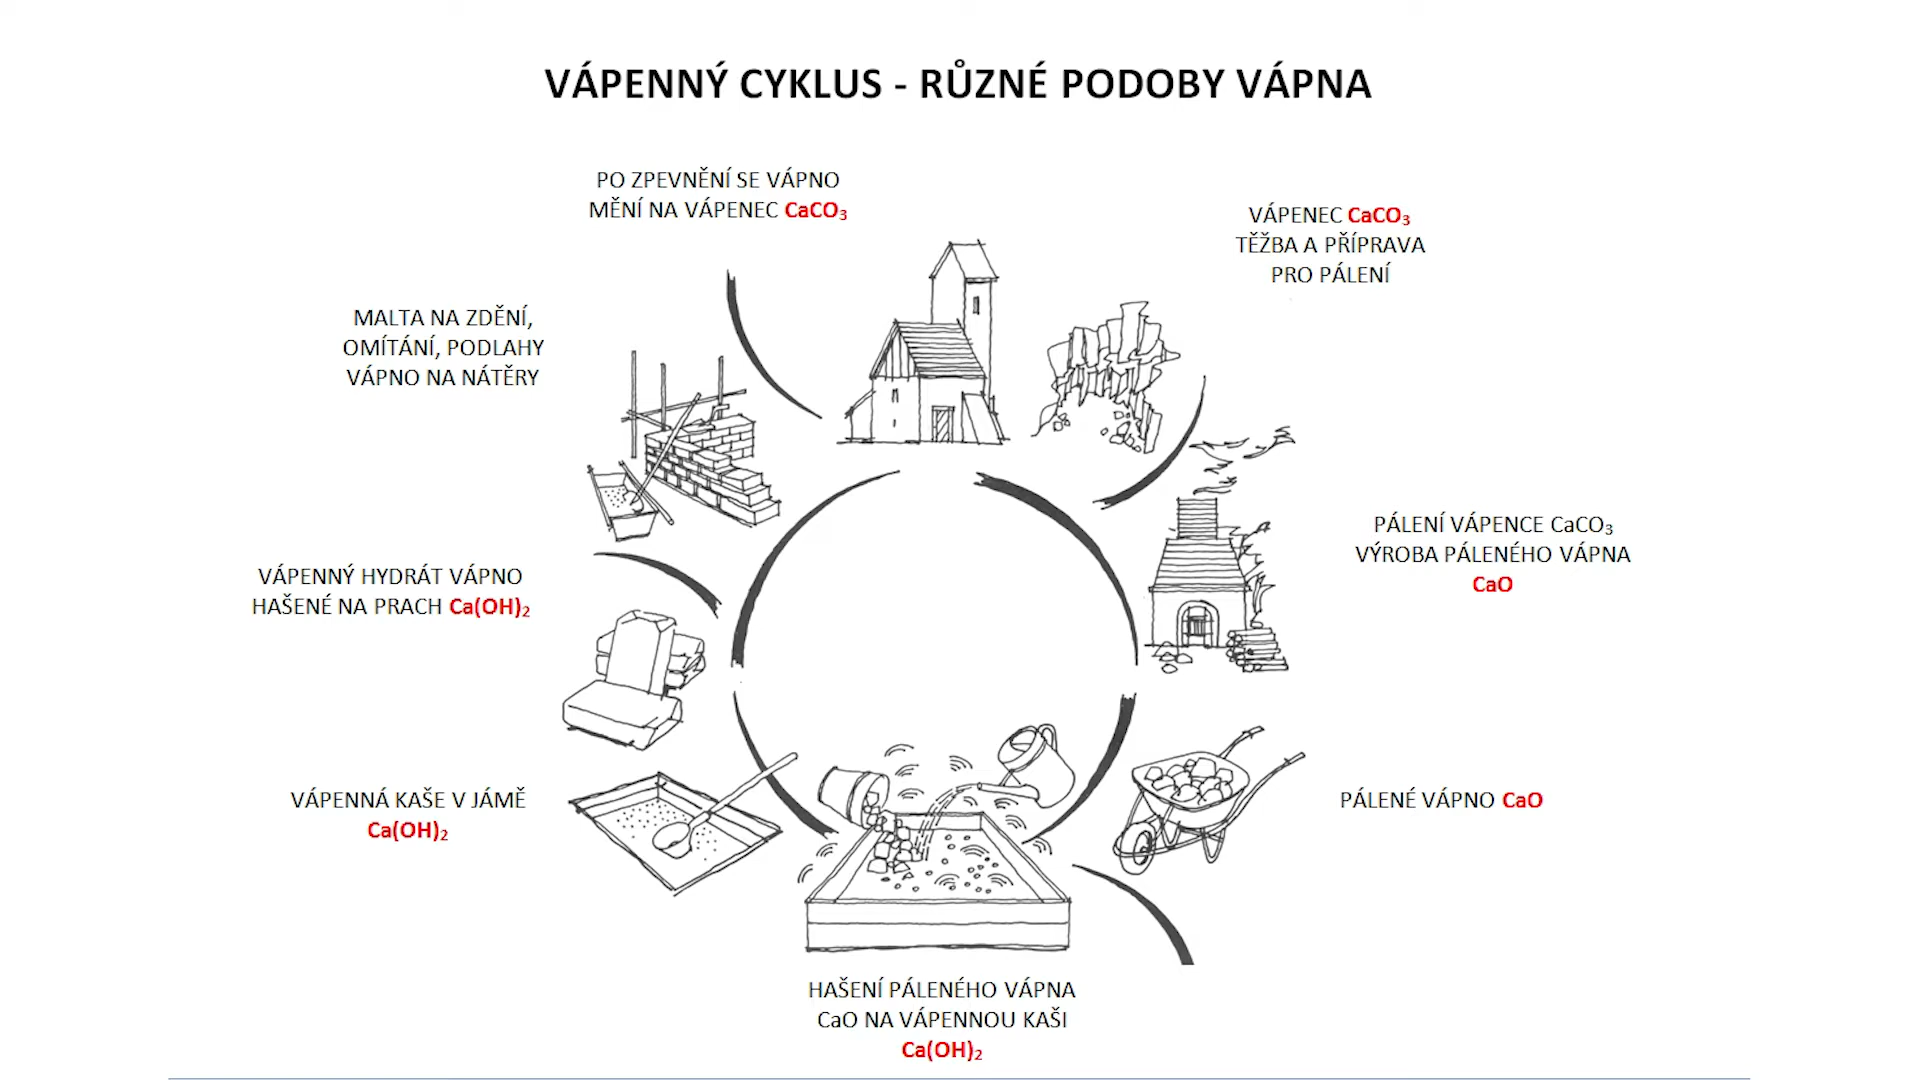 VÁPENNÝ CYKLUS - RŮZNÉ PODOBY VÁPNA
PO ZPEVNĚNÍ SE VÁPNO
MĚNÍ NA VÁPENEC CaCO₃
VÁPENEC CaCO₃
TĚŽBA A PŘÍPRAVA
PRO PÁLENÍ
MALTA NA ZDĚNÍ,
OMÍTÁNÍ, PODLAHY
VÁPNO NA NÁTĚRY
PÁLENÍ VÁPENCE CaCO₃
VÝROBA PÁLENÉHO VÁPNA
CaO
VÁPENNÝ HYDRÁT VÁPNO
HAŠENÉ NA PRACH Ca(OH)₂
VÁPENNÁ KAŠE V JÁMĚ
Ca(OH)₂
PÁLENÉ VÁPNO CaO
HAŠENÍ PÁLENÉHO VÁPNA
CaO NA VÁPENNOU KAŠI
Ca(OH)₂